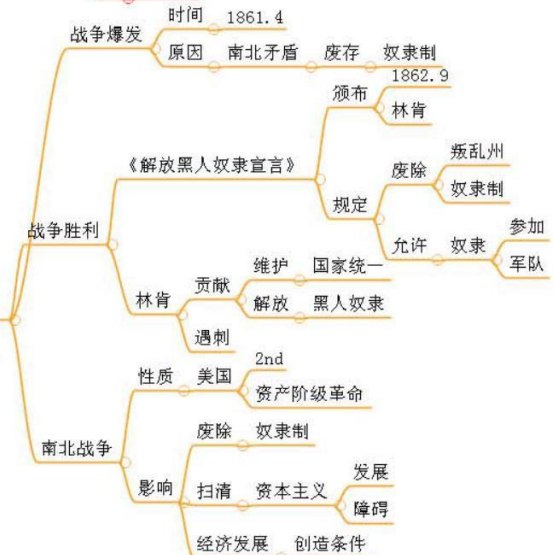 战争爆发
时间
1861.4
原因
南北矛盾
废存
奴隶制
战争胜利
《解放黑人奴隶宣言》
颁布
1862.9
林肯
规定
废除
叛乱州
奴隶制
允许
奴隶
参加
军队
林肯
贡献
维护
国家统一
解放
黑人奴隶
遇刺
南北战争
性质
美国
2nd
资产阶级革命
影响
废除
奴隶制
扫清
资本主义
发展
障碍
经济发展
创造条件